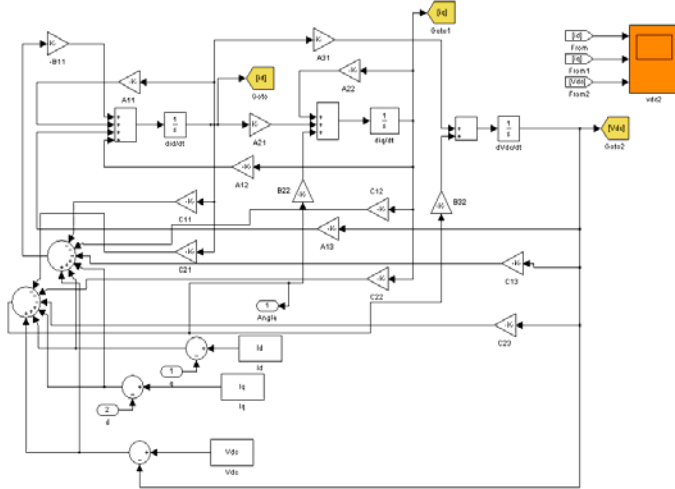 [Iq]
Goto1
-K-
-B11
-K-
A31
[Id]
From
[Iq]
From1
[Vdc]
From2
vdc2
-K-
A11
[Id]
Goto
-K-
A22
1
s
did/dt
-K-
A21
1
s
diq/dt
1
s
dVdc/dt
[Vdc]
Goto2
-K-
A12
-K-
B22
-K-
C12
-K-
B32
-K-
C11
-K-
A13
-K-
C21
-K-
C13
-K-
C22
1
Angle
-K-
C23
Id
Id
1
q
Iq
Iq
2
d
Vdc
Vdc